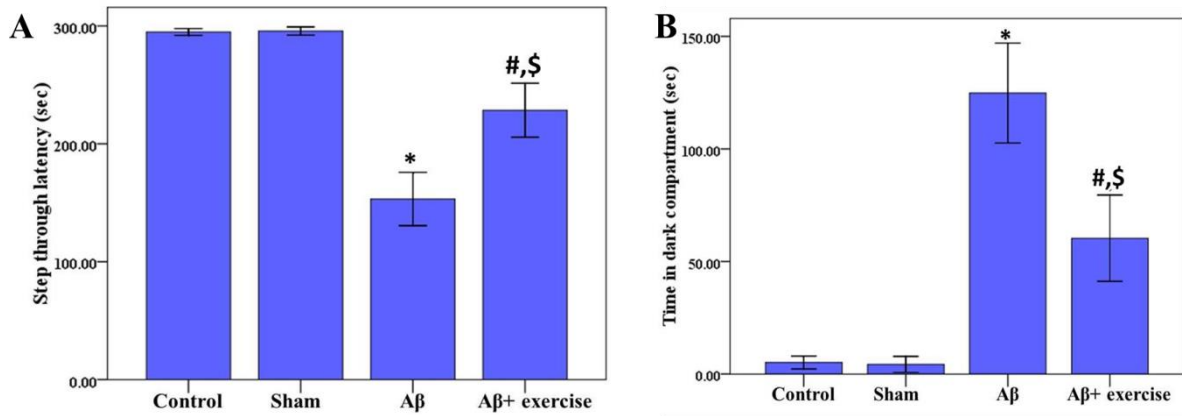 A
Step through latency (sec)
300.00
200.00
100.00
0.00
*
#,$
Control Sham Aβ Aβ+ exercise
B
Time in dark compartment (sec)
150.00
100.00
50.00
0.00
*
#,$
Control Sham Aβ Aβ+ exercise